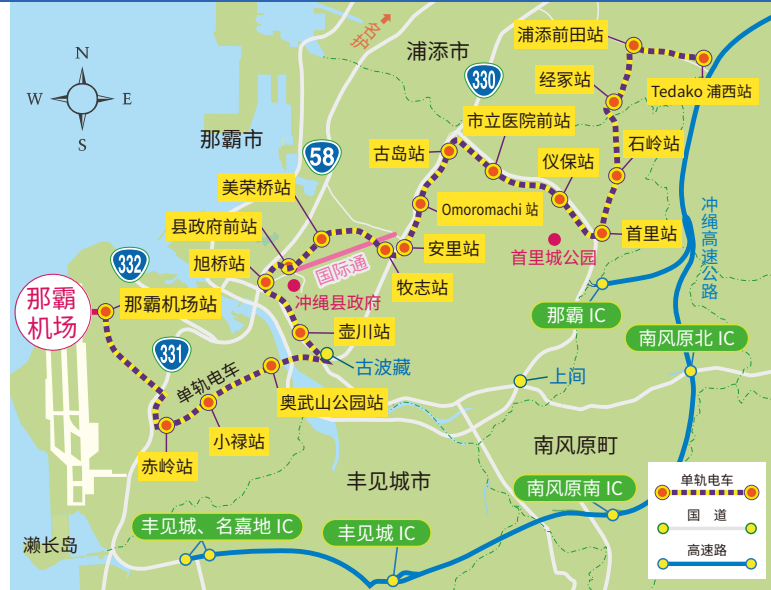 名护
N
W
E
S
浦添市
330
浦添前田站
经冢站
Tedako 浦西站
那霸市
58
市立医院前站
古岛站
仪保站
石岭站
美荣桥站
Omoromachi 站
县政府前站
安里站
首里站
冲绳高速公路
旭桥站
国际通
牧志站
首里城公园
332
那霸
机场
那霸机场站
冲绳县政府
那霸 IC
壶川站
331
古波藏
南风原北 IC
单轨电车
上间
奥武山公园站
小禄站
南风原町
赤岭站
丰见城市
单轨电车
国 道
高速路
南风原南 IC
濑长岛
丰见城、名嘉地 IC
丰见城 IC